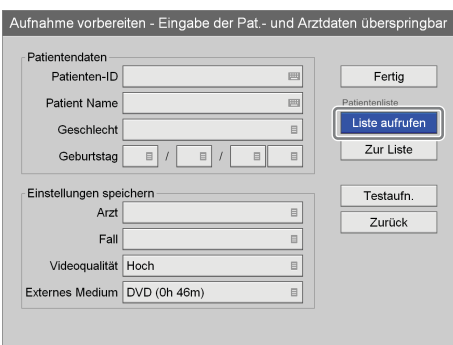 Aufnahme vorbereiten - Eingabe der Pat.- und Arztdaten überspringbar
Patientendaten
Patienten-ID
Patient Name
Geschlecht
Geburtstag / /
Einstellungen speichern
Arzt
Fall
Videoqualität Hoch
Externes Medium DVD (0h 46m)
Fertig
Patientenliste
Liste aufrufen
Zur Liste
Testaufn.
Zurück